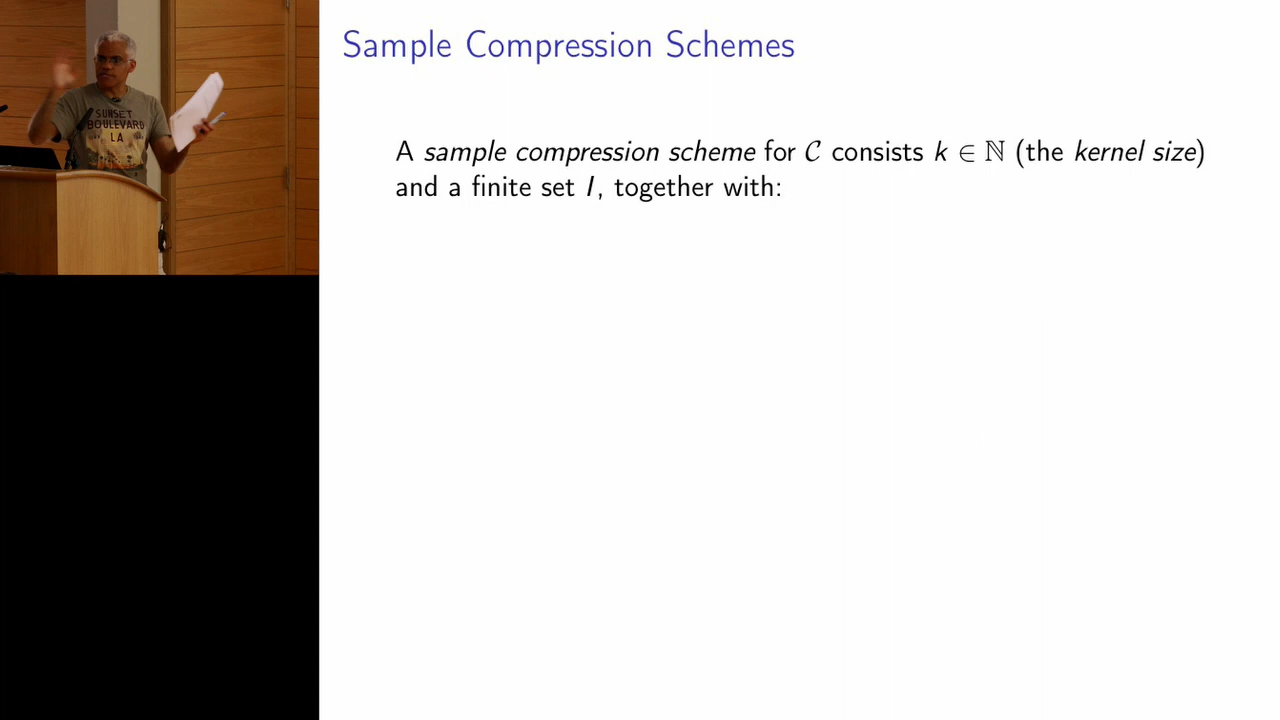 Sample Compression Schemes
A sample compression scheme for 𝒞 consists k ∈ ℕ (the kernel size)
and a finite set I, together with:
SUNSET
BOULEVARD
LA